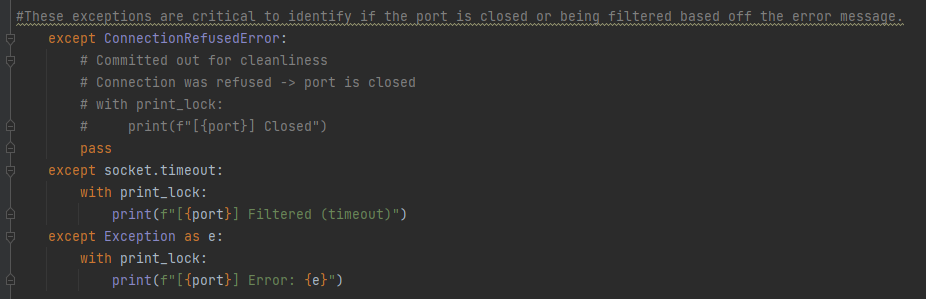 #These exceptions are critical to identify if the port is closed or being filtered based off the error message.
    except ConnectionRefusedError:
        # Committed out for cleanliness
        # Connection was refused -> port is closed
        # with print_lock:
        #     print(f"[{port}] Closed")
        pass
    except socket.timeout:
        with print_lock:
            print(f"[{port}] Filtered (timeout)")
    except Exception as e:
        with print_lock:
            print(f"[{port}] Error: {e}")